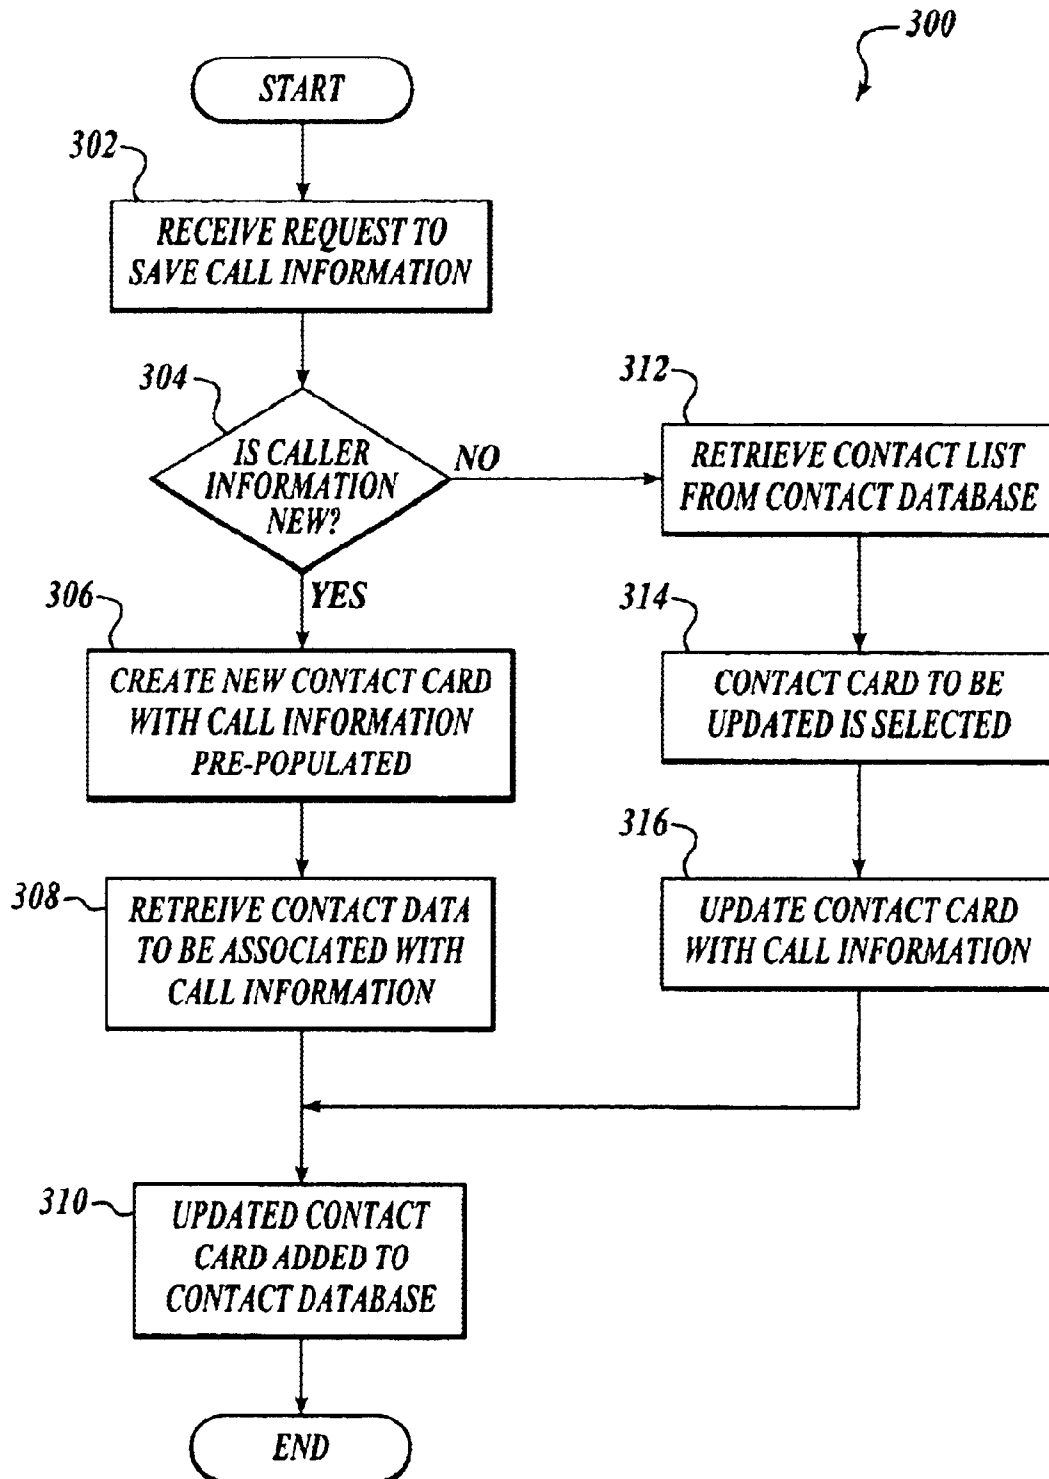 300
START
302
RECEIVE REQUEST TO
SAVE CALL INFORMATION
304
IS CALLER
INFORMATION
NEW?
NO
YES
312
RETRIEVE CONTACT LIST
FROM CONTACT DATABASE
306
CREATE NEW CONTACT CARD
WITH CALL INFORMATION
PRE-POPULATED
314
CONTACT CARD TO BE
UPDATED IS SELECTED
308
RETREIVE CONTACT DATA
TO BE ASSOCIATED WITH
CALL INFORMATION
316
UPDATE CONTACT CARD
WITH CALL INFORMATION
310
UPDATED CONTACT
CARD ADDED TO
CONTACT DATABASE
END